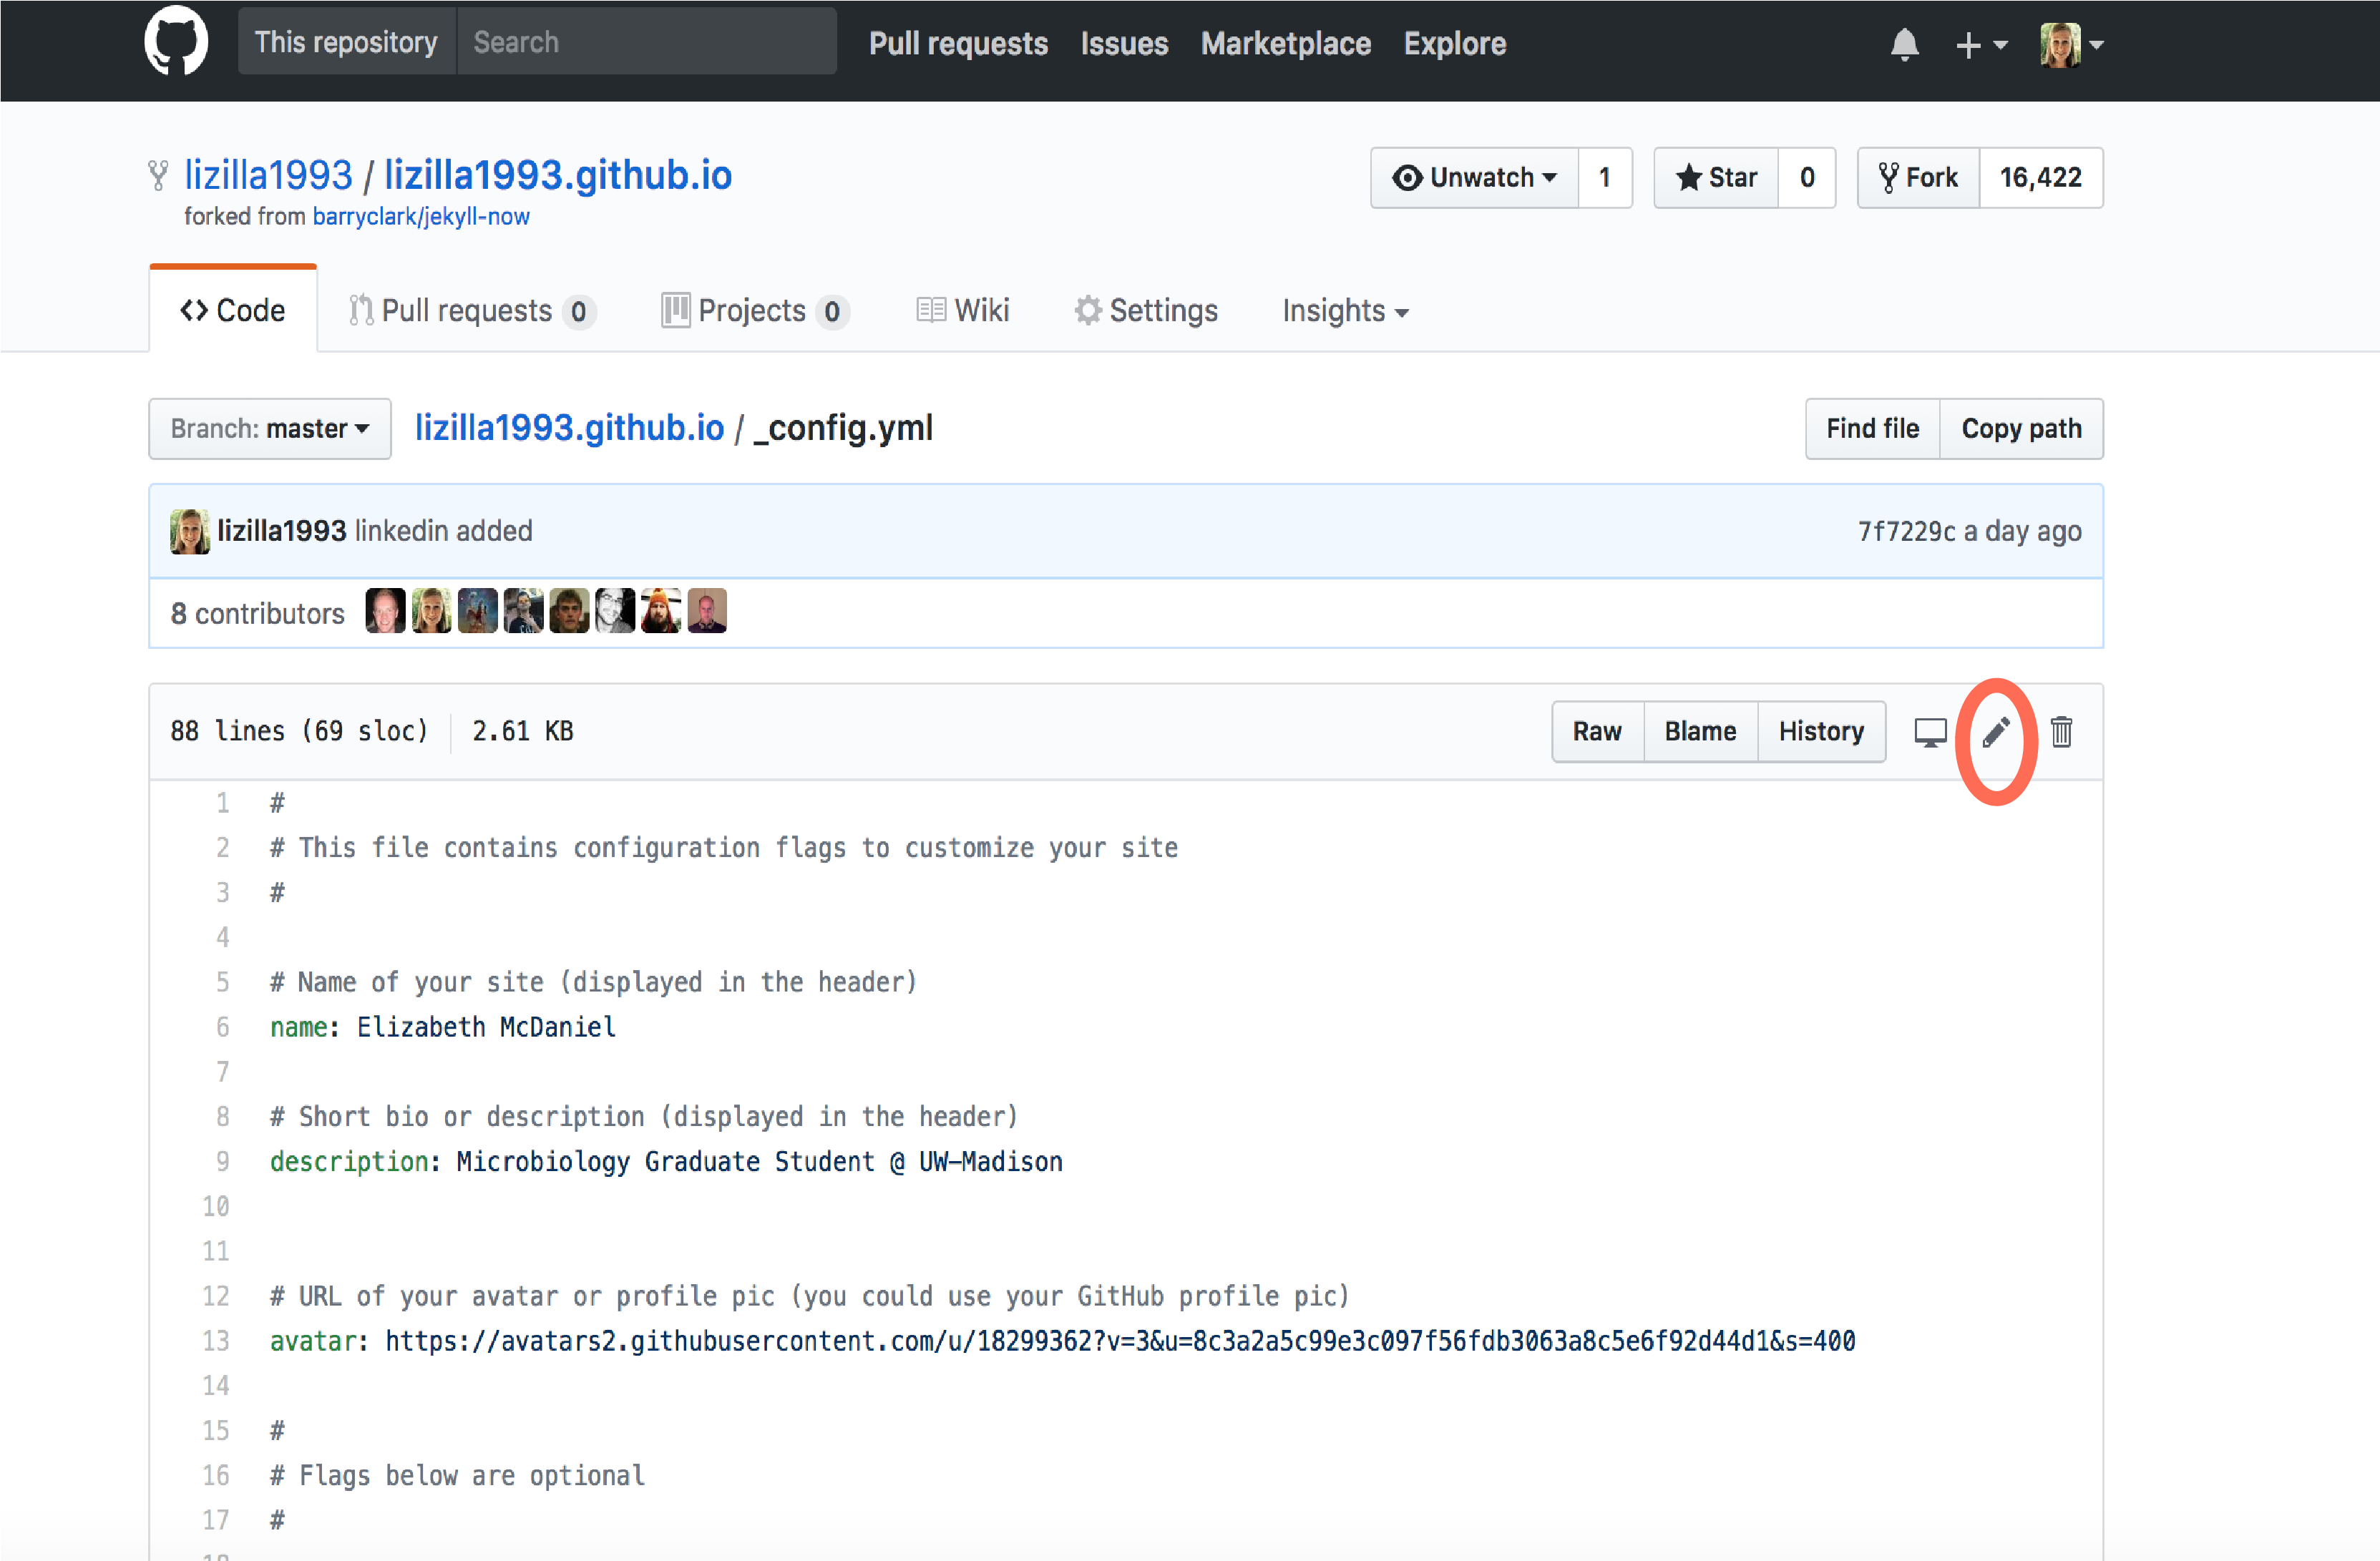 This repository Search Pull requests Issues Marketplace Explore
lizilla1993 / lizilla1993.github.io Unwatch 1 Star 0 Fork 16,422
forked from barryclark/jekyll-now
Code Pull requests 0 Projects 0 Wiki Settings Insights
Branch: master lizilla1993.github.io / _config.yml Find file Copy path
lizilla1993 linkedin added 7f7229c a day ago
8 contributors
88 lines (69 sloc) 2.61 KB Raw Blame History
1 #
2 # This file contains configuration flags to customize your site
3 #
4
5 # Name of your site (displayed in the header)
6 name: Elizabeth McDaniel
7
8 # Short bio or description (displayed in the header)
9 description: Microbiology Graduate Student @ UW-Madison
10
11
12 # URL of your avatar or profile pic (you could use your GitHub profile pic)
13 avatar: https://avatars2.githubusercontent.com/u/18299362?v=3&u=8c3a2a5c99e3c097f56fdb3063a8c5e6f92d44d1&s=400
14
15 #
16 # Flags below are optional
17 #